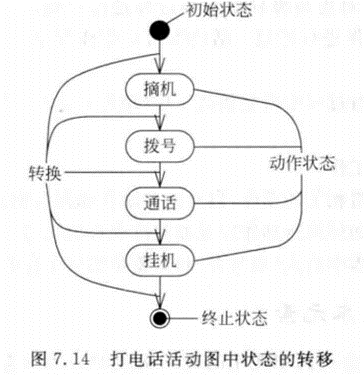 初始状态
摘机
拨号
转换
动作状态
通话
挂机
终止状态
图 7.14 打电话活动图中状态的转移